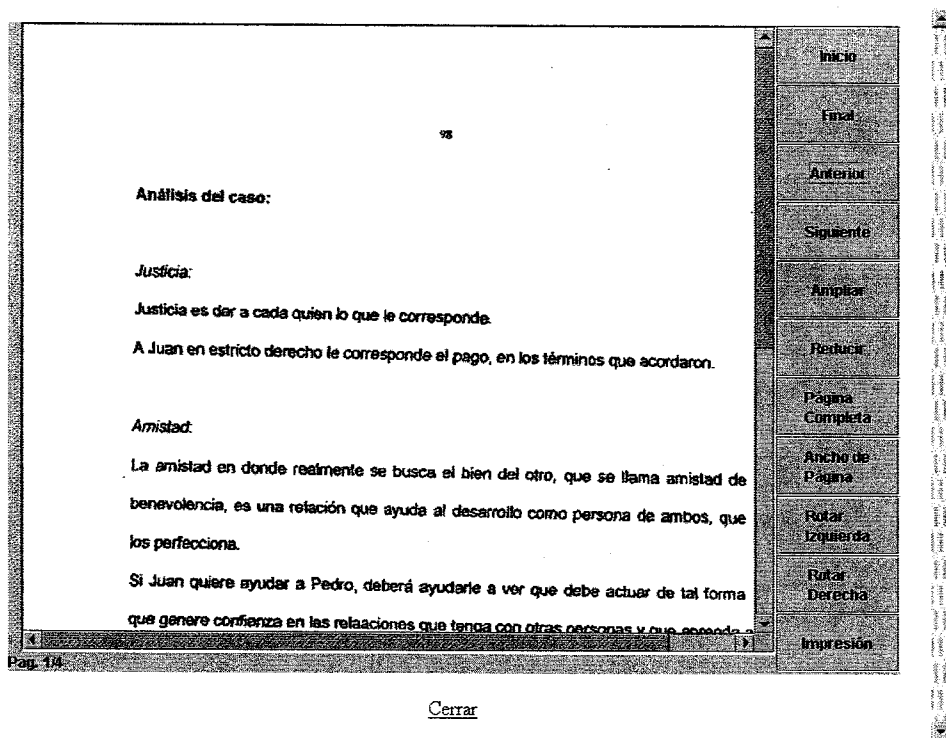 98
Análisis del caso:
Justicia:
Justicia es dar a cada quien lo que le corresponde.
A Juan en estricto derecho le corresponde el pago, en los términos que acordaron.
Amistad:
La amistad en donde realmente se busca el bien del otro, que se llama amistad de
benevolencia, es una relación que ayuda al desarrollo como persona de ambos, que
los perfecciona.
Si Juan quiere ayudar a Pedro, deberá ayudarle a ver que debe actuar de tal forma
que genere confianza en las relaaciones que tenga con otras personas y que aprenda a
Pag. 1/4
Inicio
Final
Anterior
Siguiente
Ampliar
Reducir
Página
Completa
Ancho de
Página
Rotar
Izquierda
Rotar
Derecha
Impresión
Cerrar